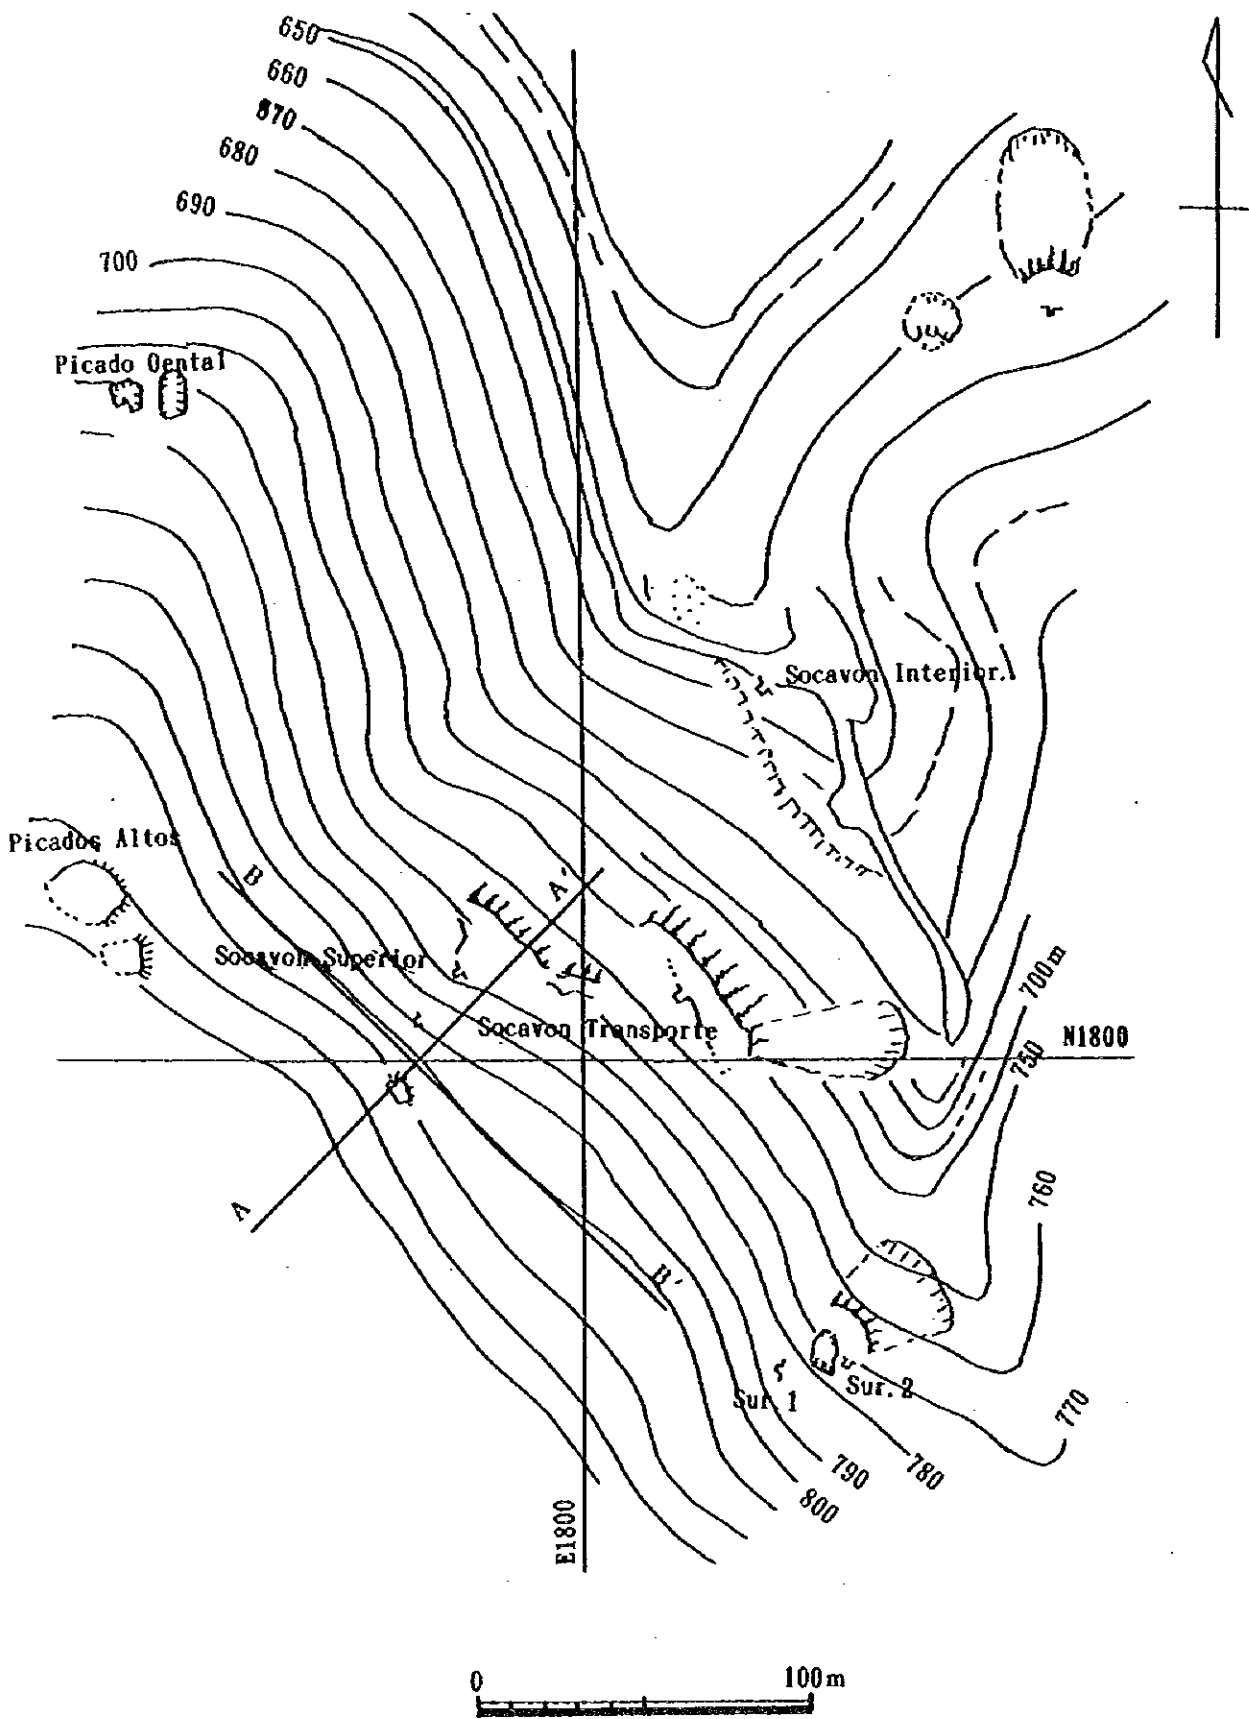 650
660
670
680
690
700
Picado Oental
Socavon Interior.
Picados Altos
B
A'
Socavon Superior
700m
Socavon Transporte
N1800
750
760
A
B'
Sur. 1
Sur. 2
770
780
790
800
E1800
0
100m